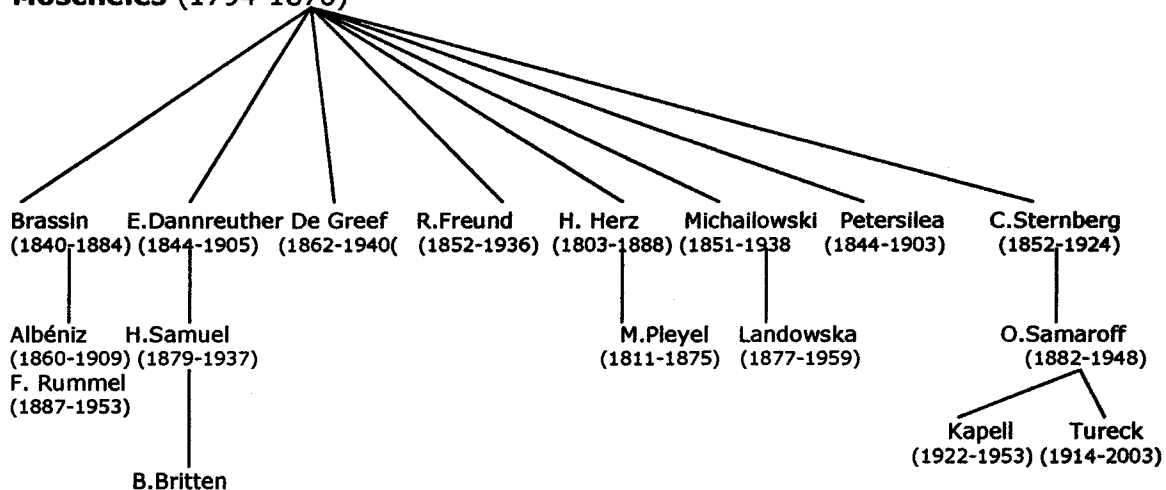 Moscheles (1794-1870)
Brassin E.Dannreuther De Greef R.Freund H. Herz Michailowski Petersilea C.Sternberg
(1840-1884) (1844-1905) (1862-1940( (1852-1936) (1803-1888) (1851-1938 (1844-1903) (1852-1924)
Albéniz H.Samuel M.Pleyel Landowska O.Samaroff
(1860-1909) (1879-1937) (1811-1875) (1877-1959) (1882-1948)
F. Rummel
(1887-1953)
Kapell Tureck
(1922-1953) (1914-2003)
B.Britten